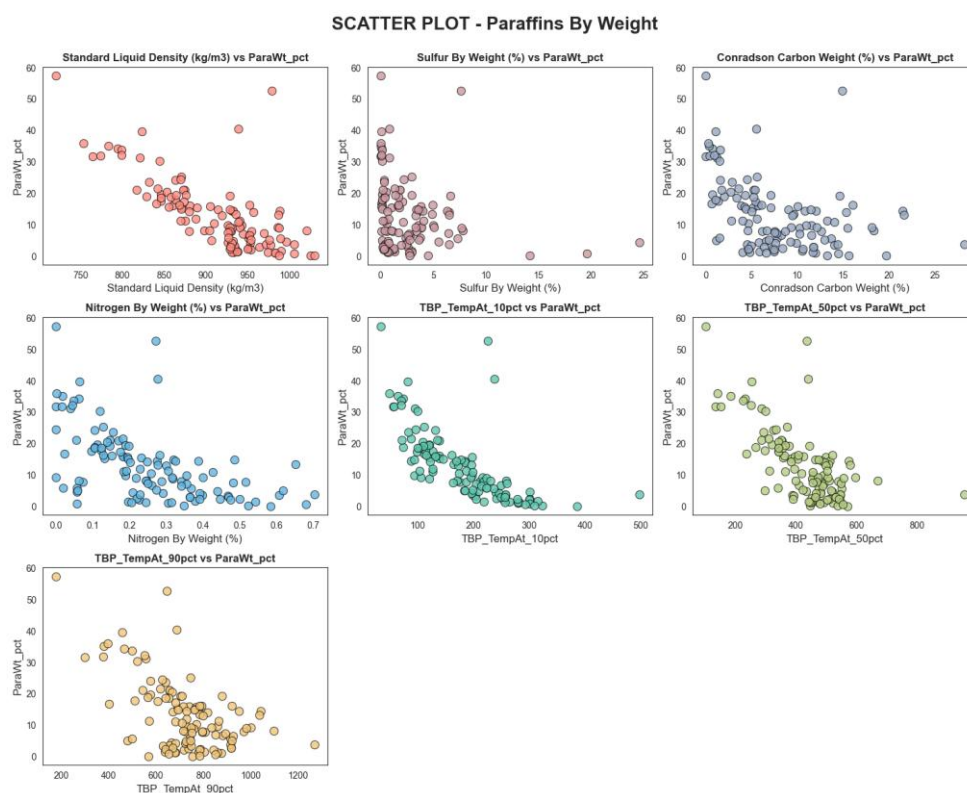 SCATTER PLOT - Paraffins By Weight
Standard Liquid Density (kg/m3) vs ParaWt_pct
Sulfur By Weight (%) vs ParaWt_pct
Conradson Carbon Weight (%) vs ParaWt_pct
60
50
40
30
20
10
0
ParaWt_pct
750 800 850 900 950 1000
Standard Liquid Density (kg/m3)
60
50
40
30
20
10
0
ParaWt_pct
0 5 10 15 20 25
Sulfur By Weight (%)
60
50
40
30
20
10
0
ParaWt_pct
0 5 10 15 20 25
Conradson Carbon Weight (%)
Nitrogen By Weight (%) vs ParaWt_pct
TBP_TempAt_10pct vs ParaWt_pct
TBP_TempAt_50pct vs ParaWt_pct
60
50
40
30
20
10
0
ParaWt_pct
0.0 0.1 0.2 0.3 0.4 0.5 0.6 0.7
Nitrogen By Weight (%)
60
50
40
30
20
10
0
ParaWt_pct
100 200 300 400 500
TBP_TempAt_10pct
60
50
40
30
20
10
0
ParaWt_pct
200 400 600 800
TBP_TempAt_50pct
TBP_TempAt_90pct vs ParaWt_pct
60
50
40
30
20
10
0
ParaWt_pct
200 400 600 800 1000 1200
TBP_TempAt_90pct